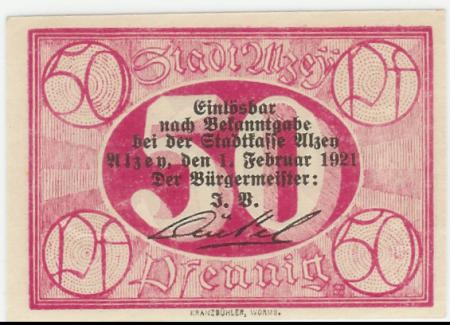 Stadt Alzey
50 Pf
50
Einlösbar
nach Bekanntgabe
bei der Stadtkasse Alzey
Alzey, den 1. Februar 1921
Der Bürgermeister:
J. V.
Pf 50
Pfennig
KRANZBÜHLER, WORMS.